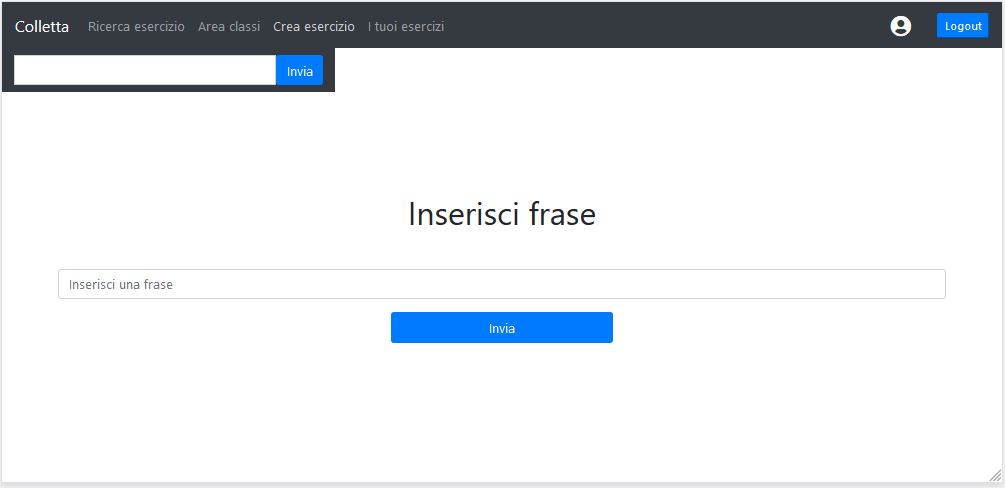 Colletta Ricerca esercizio Area classi Crea esercizio I tuoi esercizi Logout
Invia
Inserisci frase
Inserisci una frase
Invia